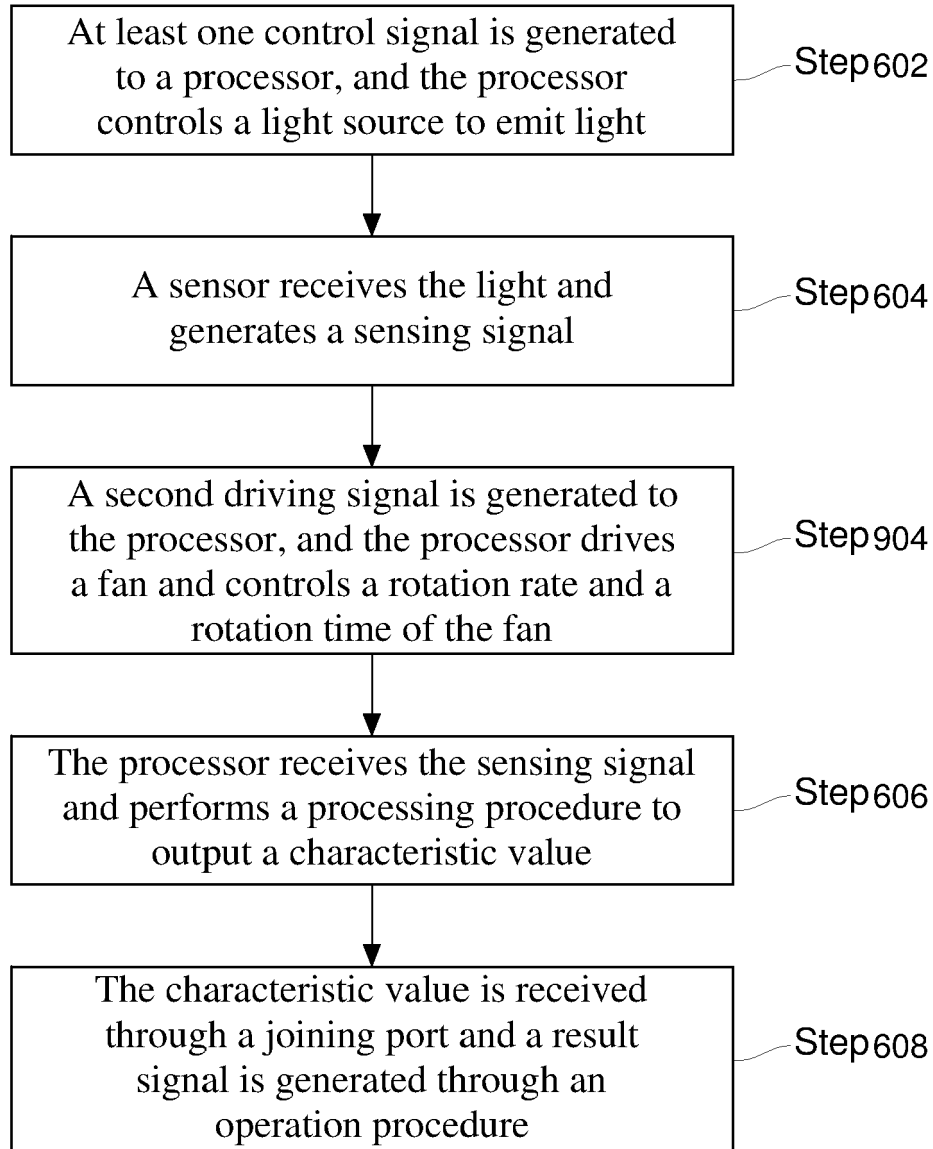 At least one control signal is generated
to a processor, and the processor
controls a light source to emit light
Step602
A sensor receives the light and
generates a sensing signal
Step604
A second driving signal is generated to
the processor, and the processor drives
a fan and controls a rotation rate and a
rotation time of the fan
Step904
The processor receives the sensing signal
and performs a processing procedure to
output a characteristic value
Step606
The characteristic value is received
through a joining port and a result
signal is generated through an
operation procedure
Step608